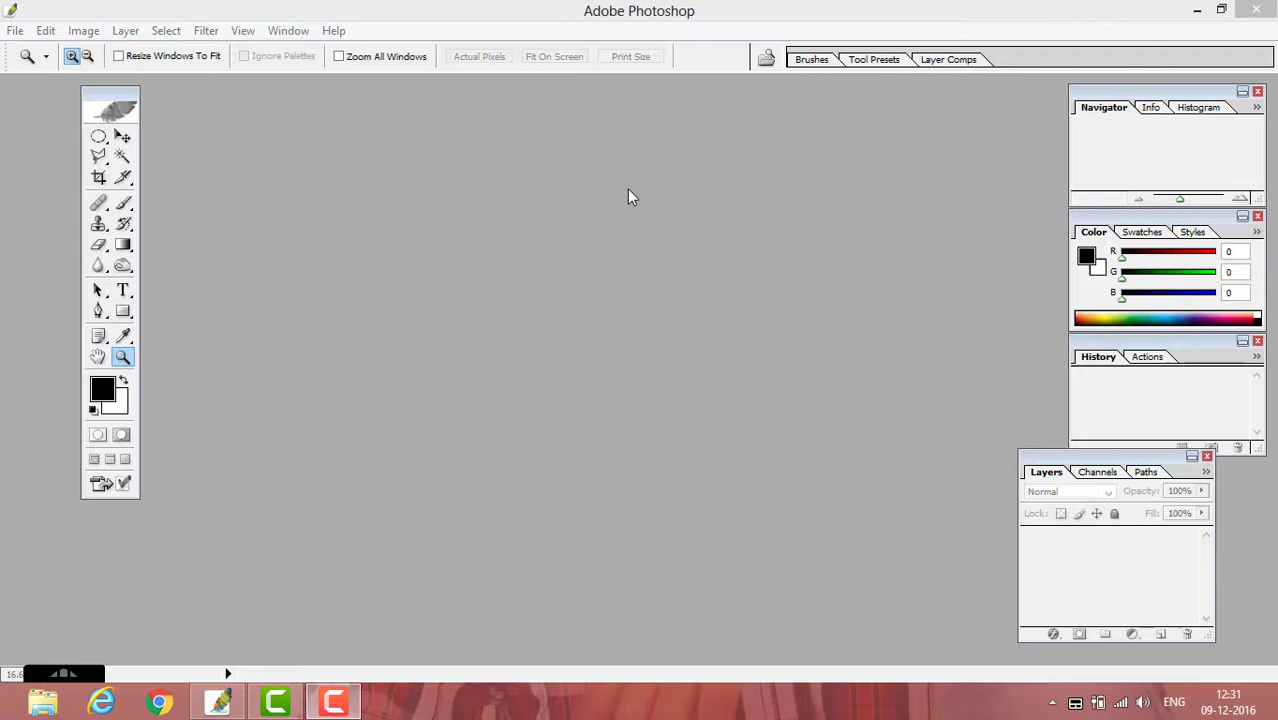 Adobe Photoshop
File Edit Image Layer Select Filter View Window Help
Resize Windows To Fit Ignore Palettes Zoom All Windows Actual Pixels Fit On Screen Print Size Brushes Tool Presets Layer Comps
Navigator Info Histogram
Color Swatches Styles
R 0
G 0
B 0
History Actions
Layers Channels Paths
Normal Opacity: 100%
Lock: Fill: 100%
16.6
ENG
12:31
09-12-2016